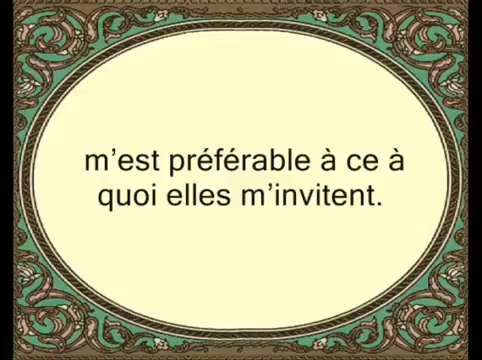 m’est préférable à ce à
quoi elles m’invitent.